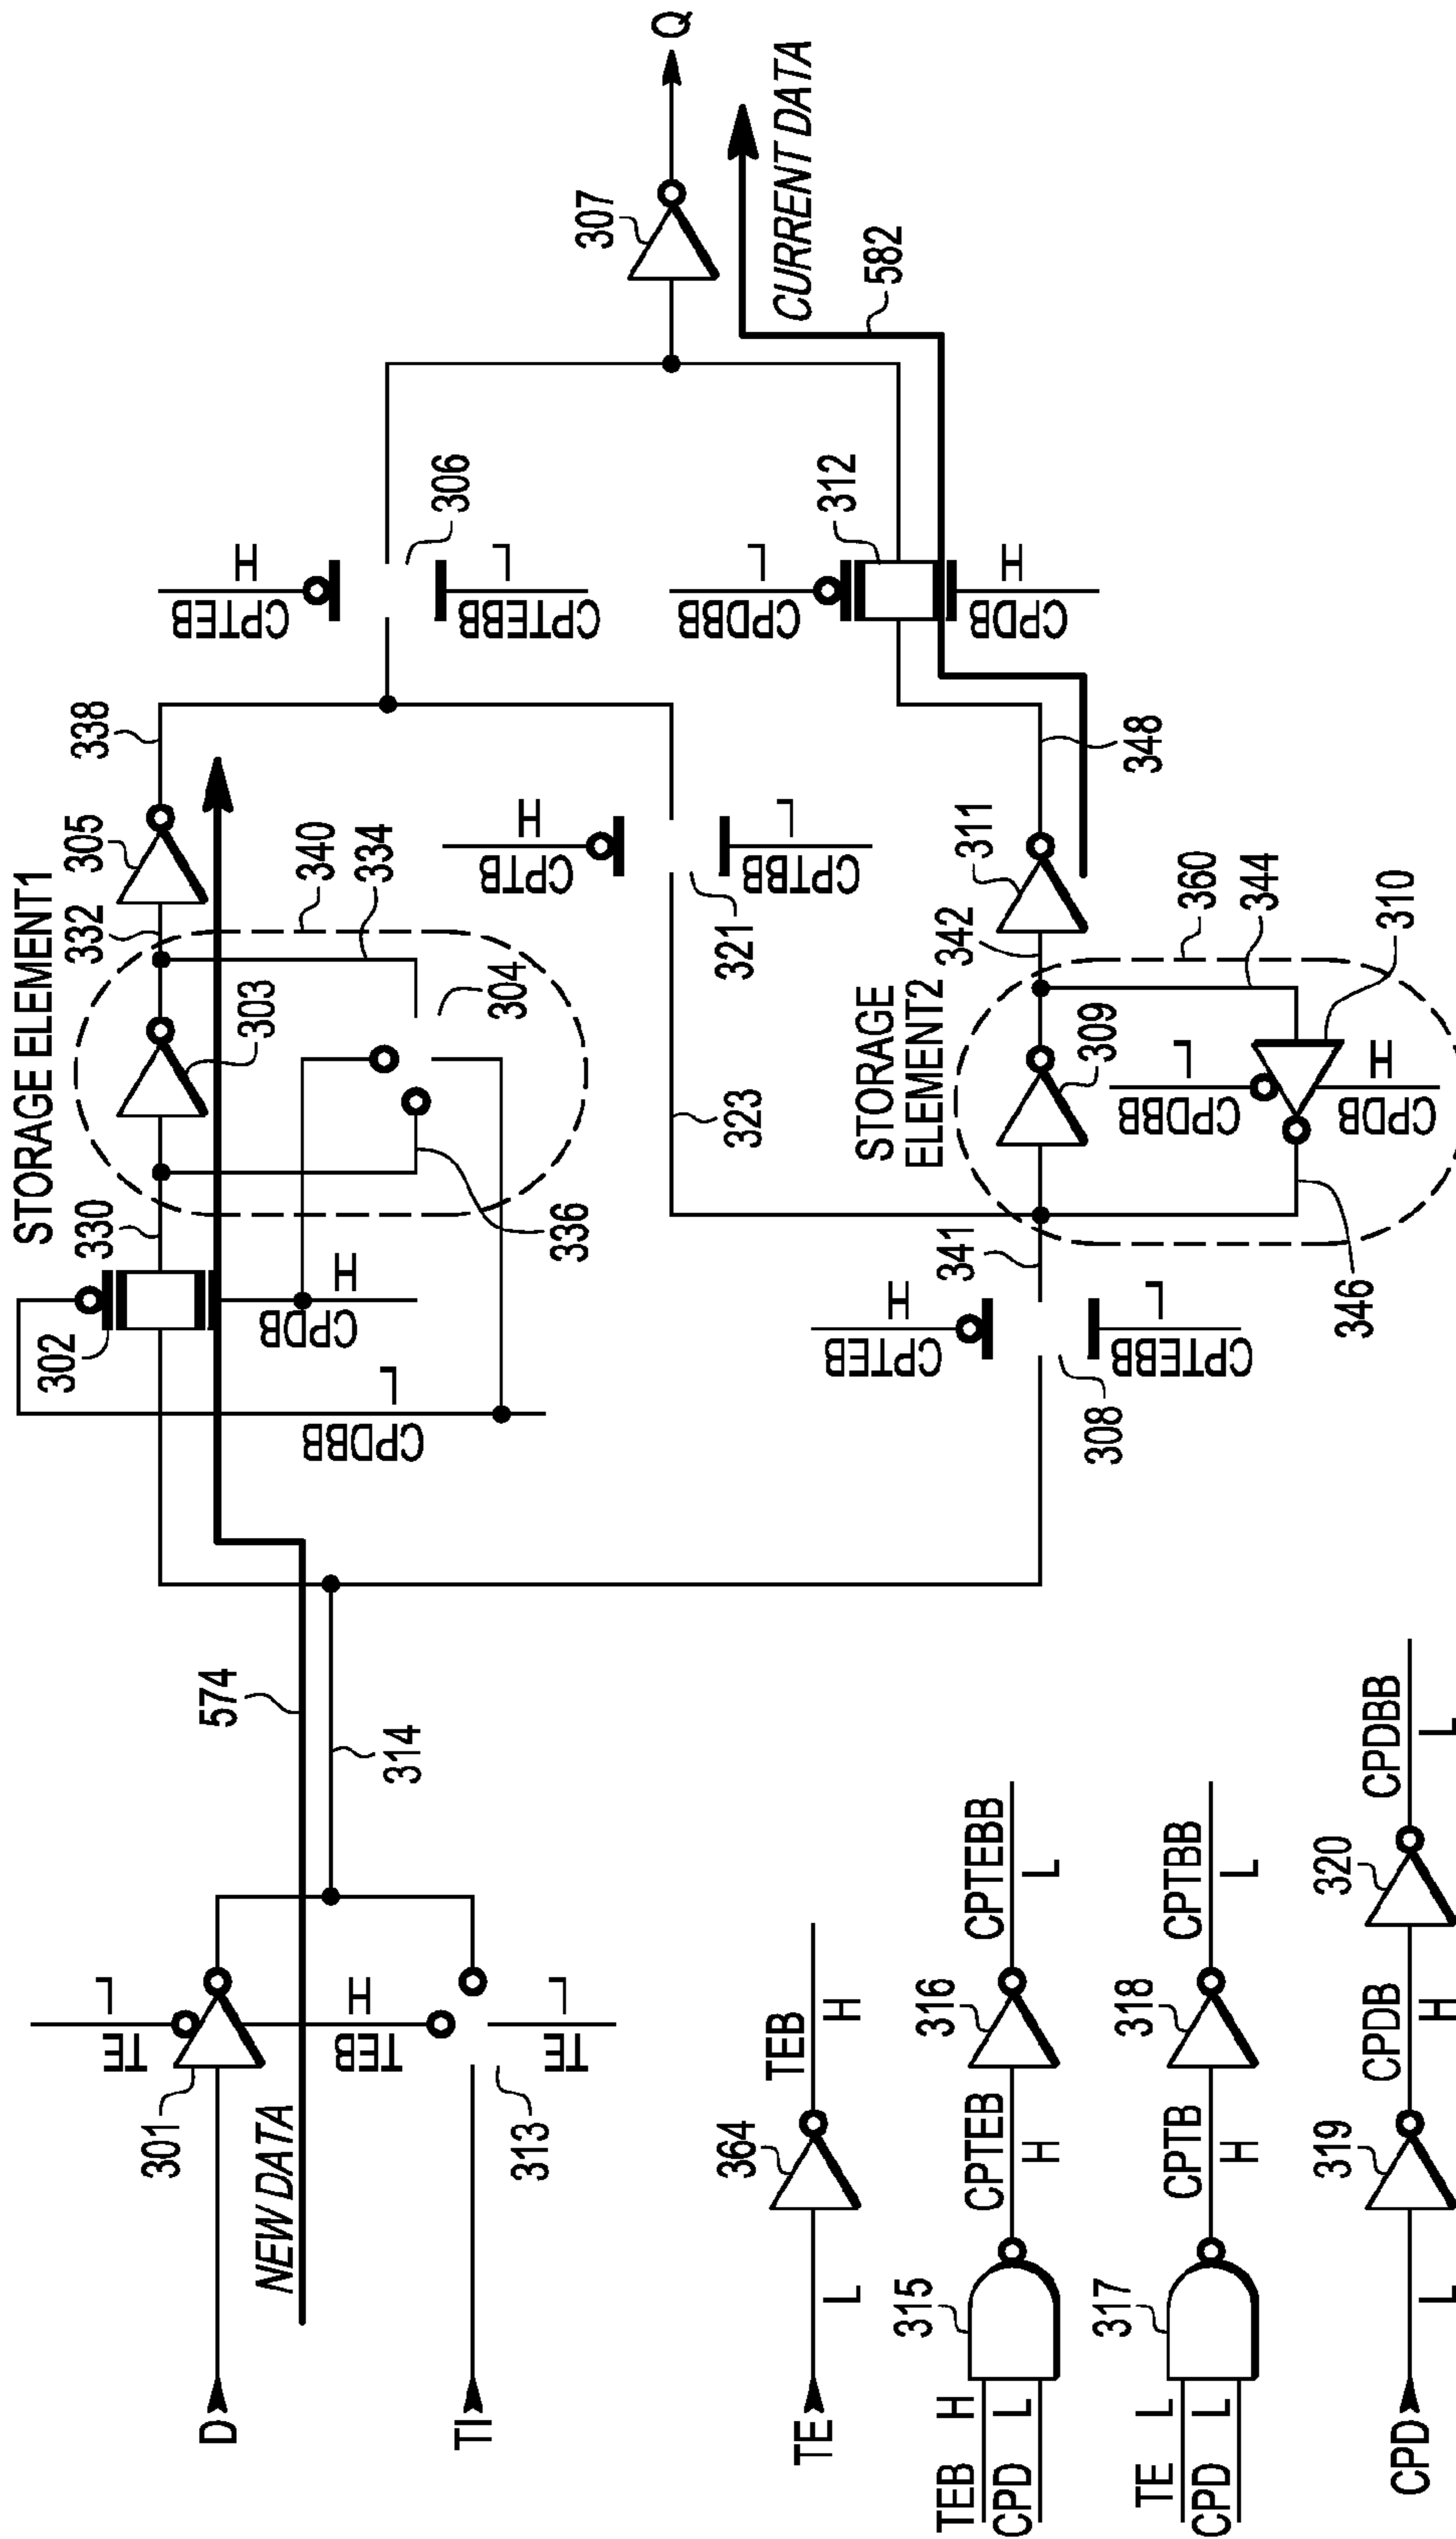 STORAGE ELEMENT1
D
TI
301
TE
L
TEB
H
TE
L
313
NEW DATA
574
314
302
330
CPDB
H
CPDBB
L
303
332
305
338
340
334
304
336
CPTEB
H
306
CPTEBB
L
CPTB
H
321
CPTBB
L
323
307
Q
CURRENT DATA
582
CPDBB
L
312
CPDB
H
348
STORAGE
ELEMENT2
CPTEB
H
341
308
CPTEBB
L
309
342
311
360
344
310
CPDBB
L
CPDB
H
346
TE
L
364
TEB
H
TEB H
CPD L
315
CPTEB
H
316
CPTEBB
L
TE L
CPD L
317
CPTB
H
318
CPTBB
L
CPD
L
319
CPDB
H
320
CPDBB
L